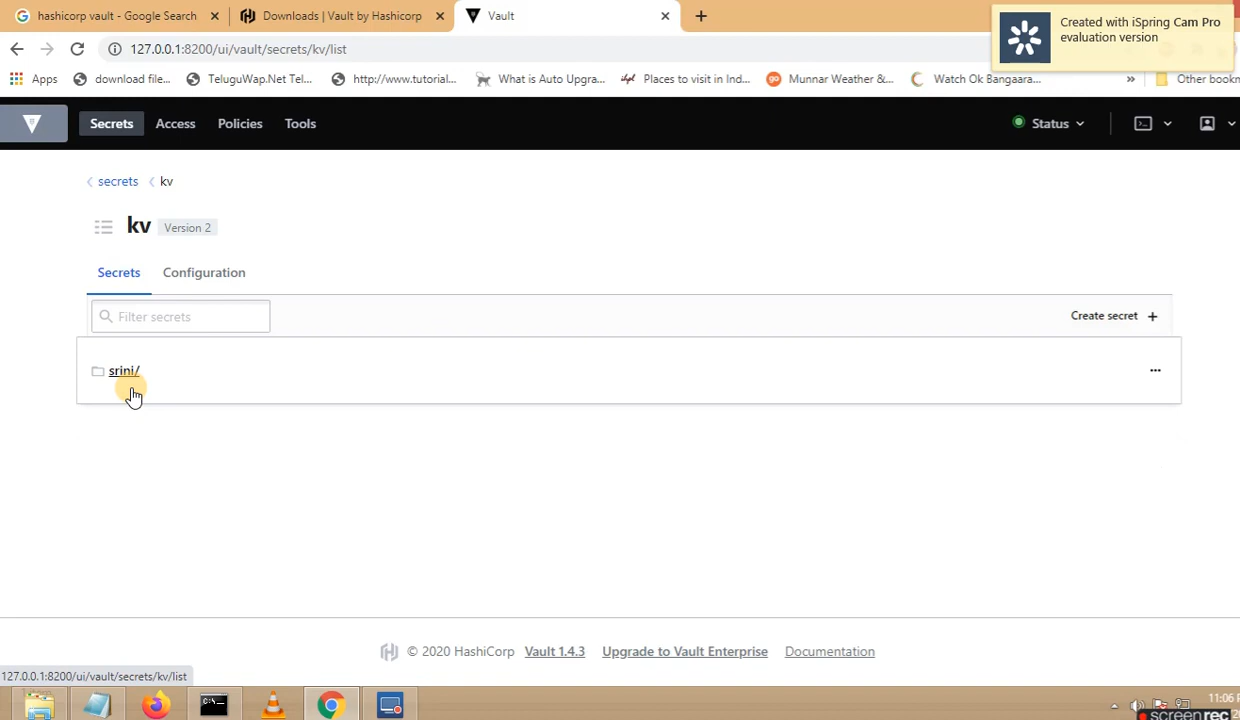 hashicorp vault - Google Search
Downloads | Vault by Hashicorp
Vault
Created with iSpring Cam Pro
evaluation version
127.0.0.1:8200/ui/vault/secrets/kv/list
Apps
download file...
TeluguWap.Net Tel...
http://www.tutorial...
What is Auto Upgra...
Places to visit in Ind...
Munnar Weather &...
Watch Ok Bangaara...
»
Other bookm
Secrets
Access
Policies
Tools
Status
secrets
kv
kv
Version 2
Secrets
Configuration
Filter secrets
Create secret +
srini/
© 2020 HashiCorp
Vault 1.4.3
Upgrade to Vault Enterprise
Documentation
127.0.0.1:8200/ui/vault/secrets/kv/list
11:06
screenrec